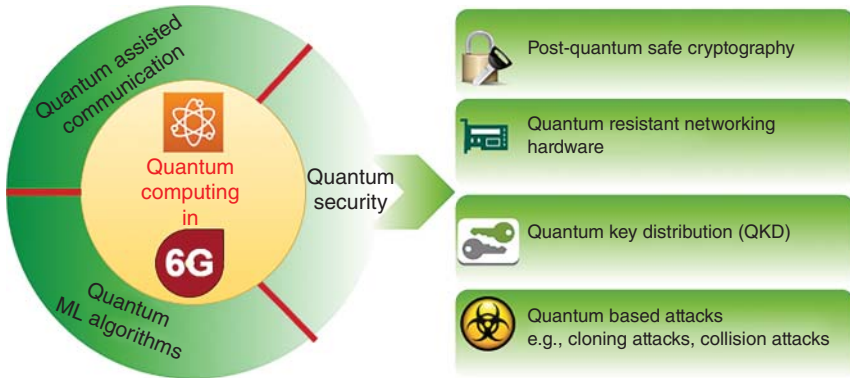 Quantum assisted
communication
Quantum
computing
in
6G
Quantum
ML algorithms
Quantum
security
Post-quantum safe cryptography
Quantum resistant networking
hardware
Quantum key distribution (QKD)
Quantum based attacks
e.g., cloning attacks, collision attacks